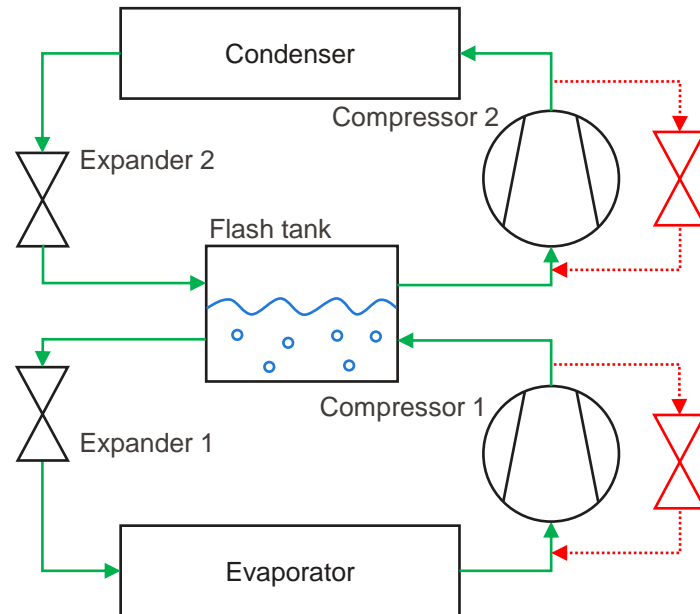 Condenser
Compressor 2
Expander 2
Flash tank
Compressor 1
Expander 1
Evaporator